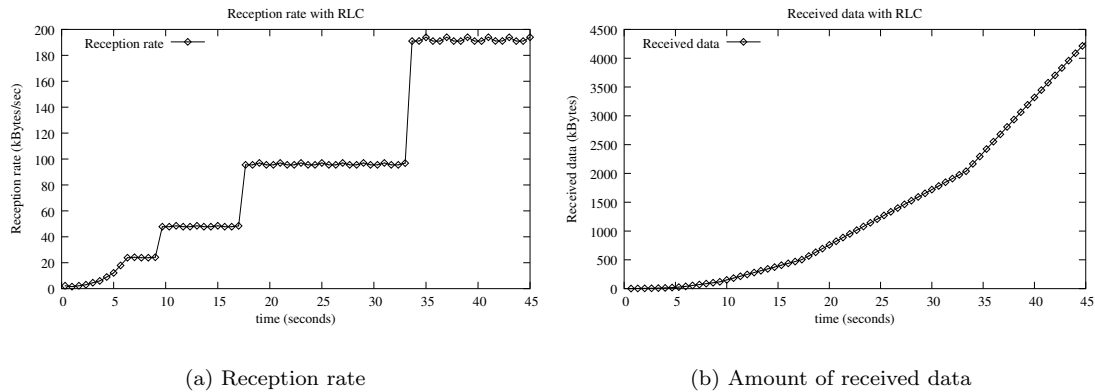 Reception rate with RLC
200
180
160
140
120
100
80
60
40
20
0
Reception rate (kBytes/sec)
Reception rate
0 5 10 15 20 25 30 35 40 45
time (seconds)
(a) Reception rate
Received data with RLC
4500
4000
3500
3000
2500
2000
1500
1000
500
0
Received data (kBytes)
Received data
0 5 10 15 20 25 30 35 40 45
time (seconds)
(b) Amount of received data